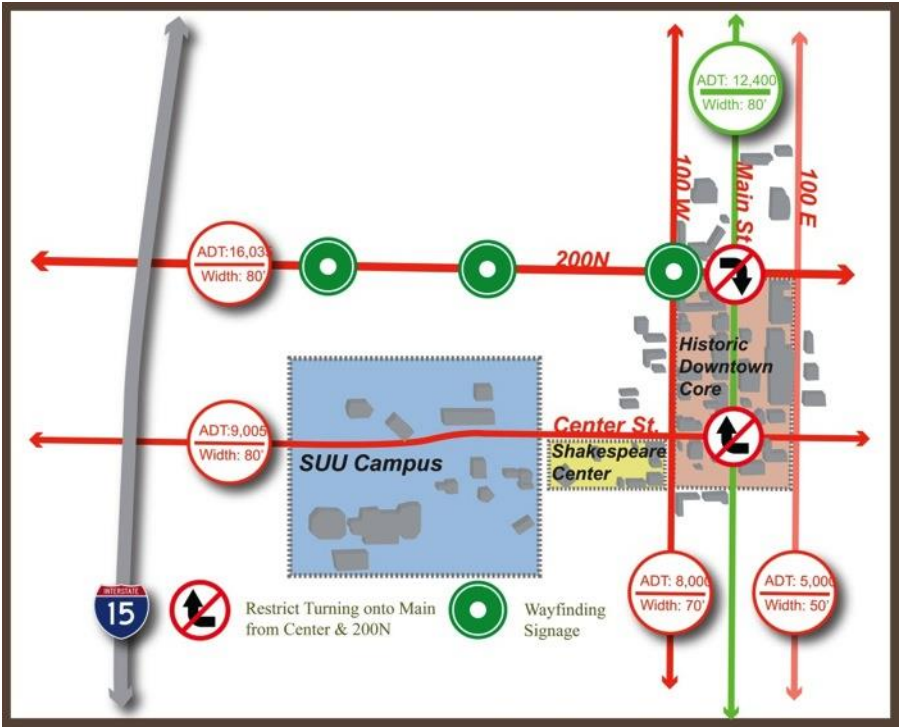 ADT: 12,400
Width: 80'
100 W
Main St.
100 E
ADT:16,035
Width: 80'
200N
Historic
Downtown
Core
ADT:9,005
Width: 80'
Center St.
SUU Campus
Shakespeare
Center
ADT: 8,000
Width: 70'
ADT: 5,000
Width: 50'
INTERSTATE
15
Restrict Turning onto Main
from Center & 200N
Wayfinding
Signage